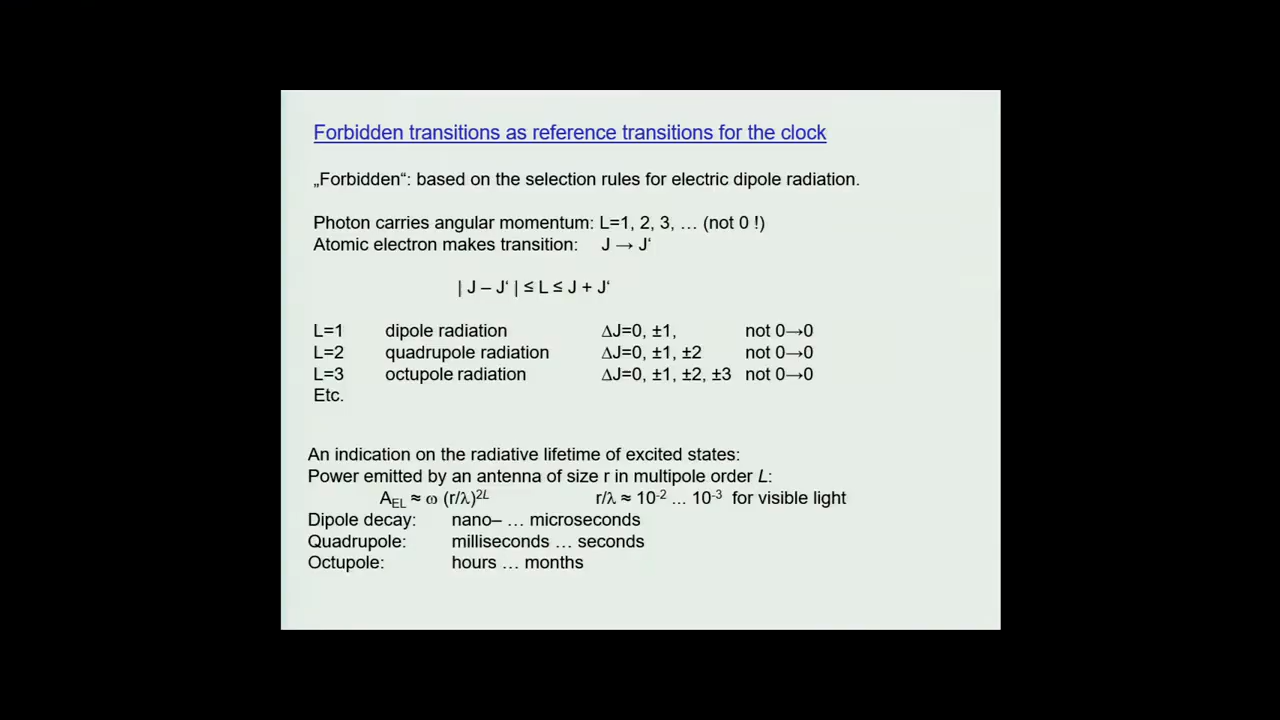 Forbidden transitions as reference transitions for the clock
„Forbidden“: based on the selection rules for electric dipole radiation.
Photon carries angular momentum: L=1, 2, 3, … (not 0 !)
Atomic electron makes transition: J → J‘
| J – J‘ | ≤ L ≤ J + J‘
L=1 dipole radiation ΔJ=0, ±1, not 0→0
L=2 quadrupole radiation ΔJ=0, ±1, ±2 not 0→0
L=3 octupole radiation ΔJ=0, ±1, ±2, ±3 not 0→0
Etc.
An indication on the radiative lifetime of excited states:
Power emitted by an antenna of size r in multipole order L:
A_EL ≈ ω (r/λ)^2L r/λ ≈ 10^-2 … 10^-3 for visible light
Dipole decay: nano– … microseconds
Quadrupole: milliseconds … seconds
Octupole: hours … months